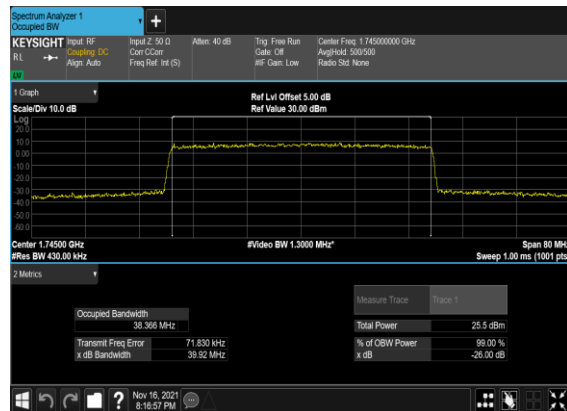 Spectrum Analyzer 1
Occupied BW
+
KEYSIGHT Input: RF Input Z: 50 Ω Atten: 40 dB Trig: Free Run Center Freq: 1.745000000 GHz
RL Coupling: DC Corr CCorr Gate: Off Avg|Hold: 500/500
Align: Auto Freq Ref: Int (S) #IF Gain: Low Radio Std: None
LVI
1 Graph Ref Lvl Offset 5.00 dB
Scale/Div 10.0 dB Ref Value 30.00 dBm
Log
20.0
10.0
0.00
-10.0
-20.0
-30.0
-40.0
-50.0
-60.0
Center 1.74500 GHz #Video BW 1.3000 MHz* Span 80 MHz
#Res BW 430.00 kHz Sweep 1.00 ms (1001 pts
2 Metrics
Measure Trace Trace 1
Occupied Bandwidth
38.366 MHz Total Power 25.5 dBm
Transmit Freq Error 71.830 kHz % of OBW Power 99.00 %
x dB Bandwidth 39.92 MHz x dB -26.00 dB
? Nov 16, 2021
8:16:57 PM